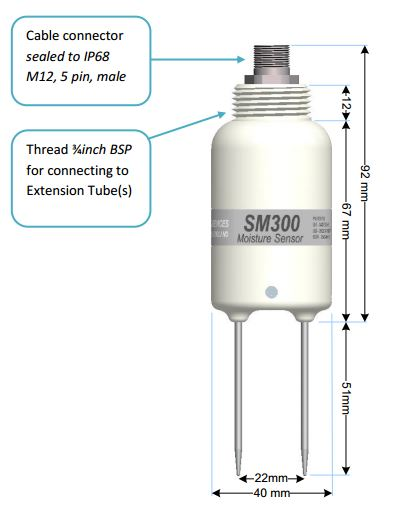 Cable connector
sealed to IP68
M12, 5 pin, male
Thread ¾inch BSP
for connecting to
Extension Tube(s)
12
92 mm
67 mm
SM300
Moisture Sensor
51mm
22mm
40 mm